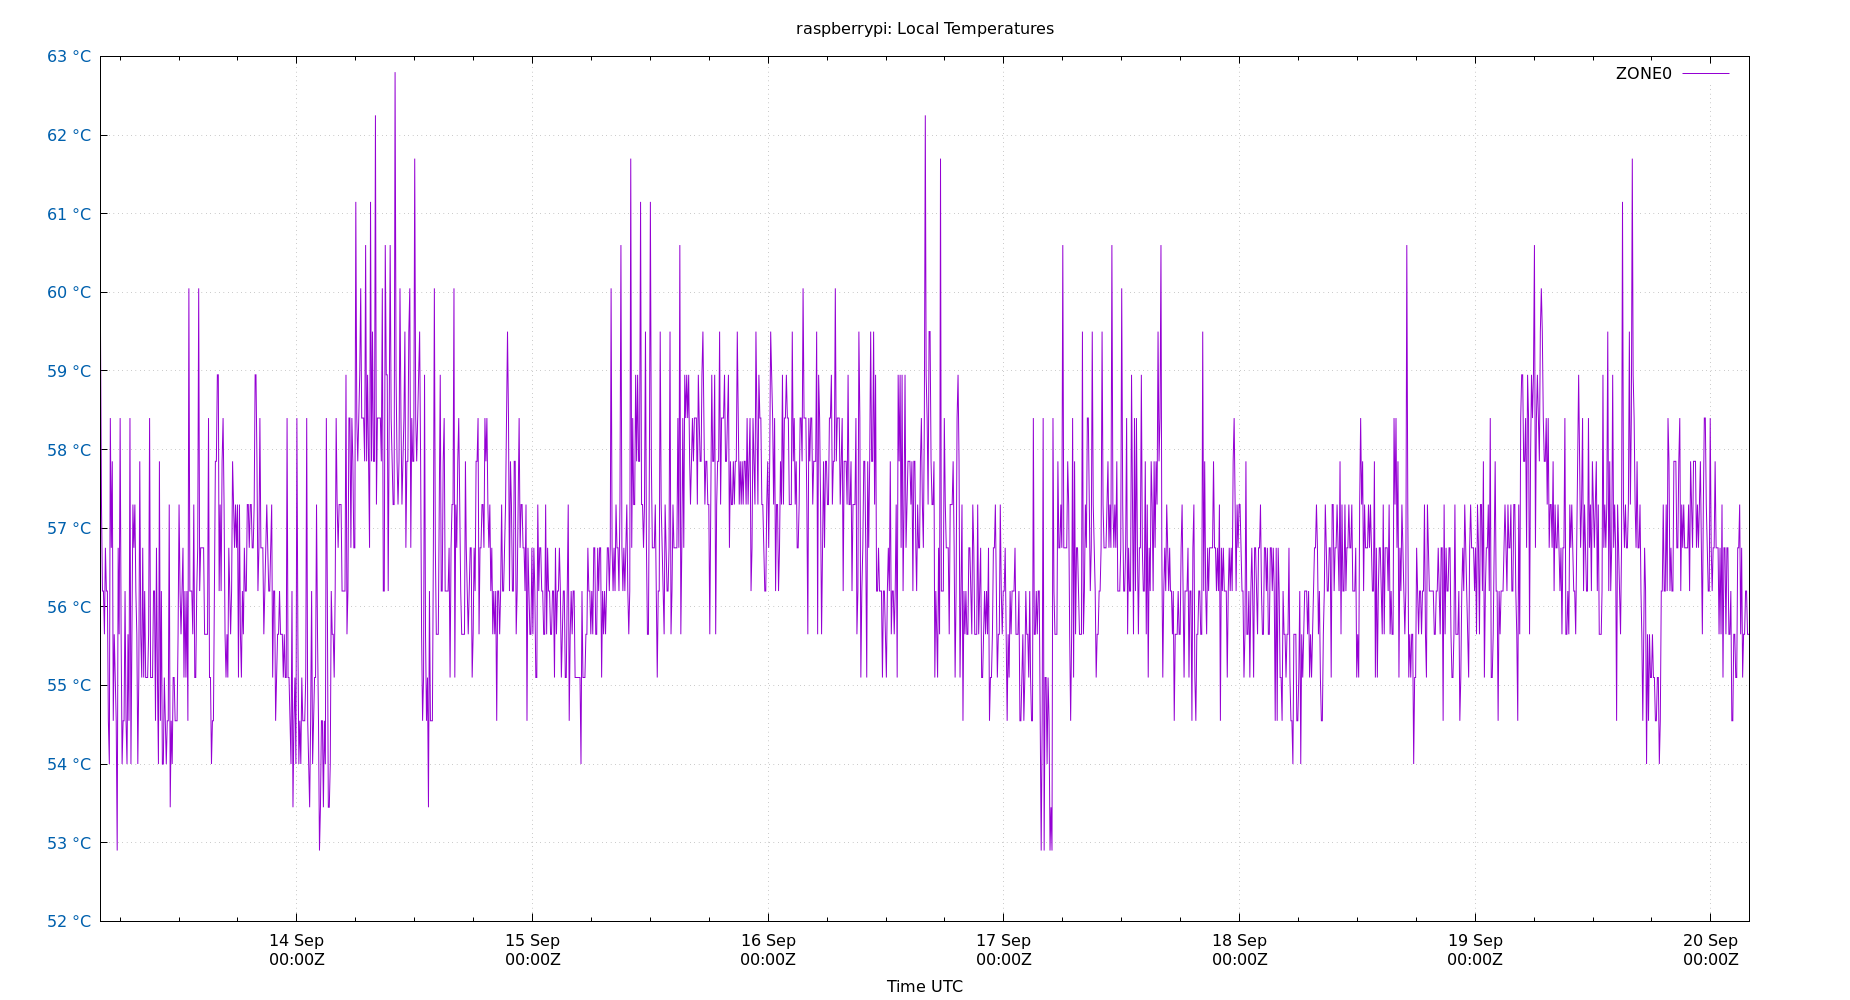 raspberrypi: Local Temperatures
63 °C
ZONE0
62 °C
61 °C
60 °C
59 °C
58 °C
57 °C
56 °C
55 °C
54 °C
53 °C
52 °C
14 Sep 15 Sep 16 Sep 17 Sep 18 Sep 19 Sep 20 Sep
00:00Z 00:00Z 00:00Z 00:00Z 00:00Z 00:00Z 00:00Z
Time UTC